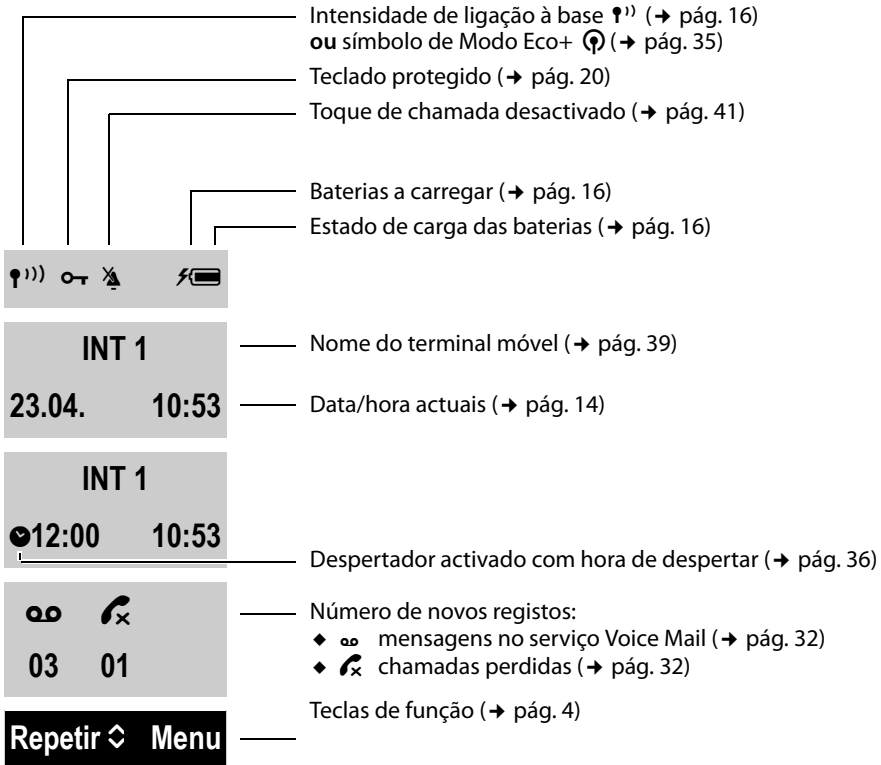 Intensidade de ligação à base (➔ pág. 16)
ou símbolo de Modo Eco+ (➔ pág. 35)
Teclado protegido (➔ pág. 20)
Toque de chamada desactivado (➔ pág. 41)
Baterias a carregar (➔ pág. 16)
Estado de carga das baterias (➔ pág. 16)
INT 1
Nome do terminal móvel (➔ pág. 39)
23.04. 10:53
Data/hora actuais (➔ pág. 14)
INT 1
12:00 10:53
Despertador activado com hora de despertar (➔ pág. 36)
Número de novos registos:
◆ mensagens no serviço Voice Mail (➔ pág. 32)
◆ chamadas perdidas (➔ pág. 32)
03 01
Teclas de função (➔ pág. 4)
Repetir Menu